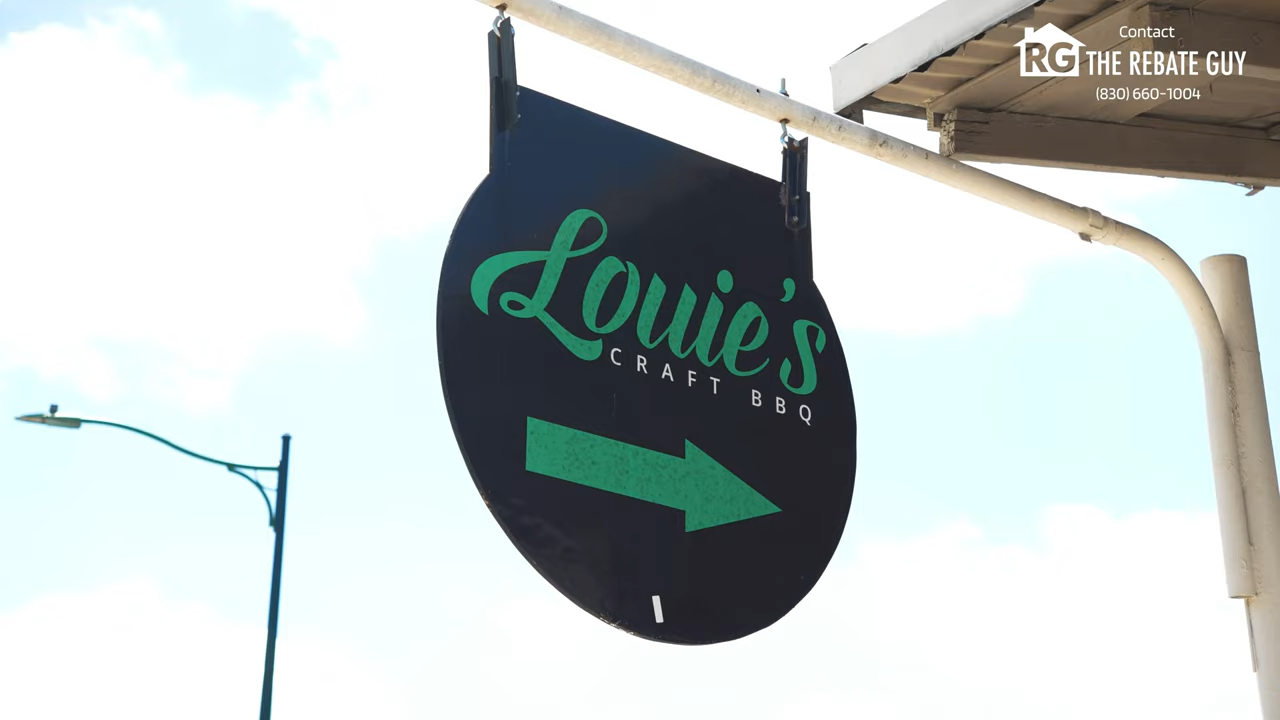 Contact
RG THE REBATE GUY
(830) 660-1004
Louie's
CRAFT BBQ